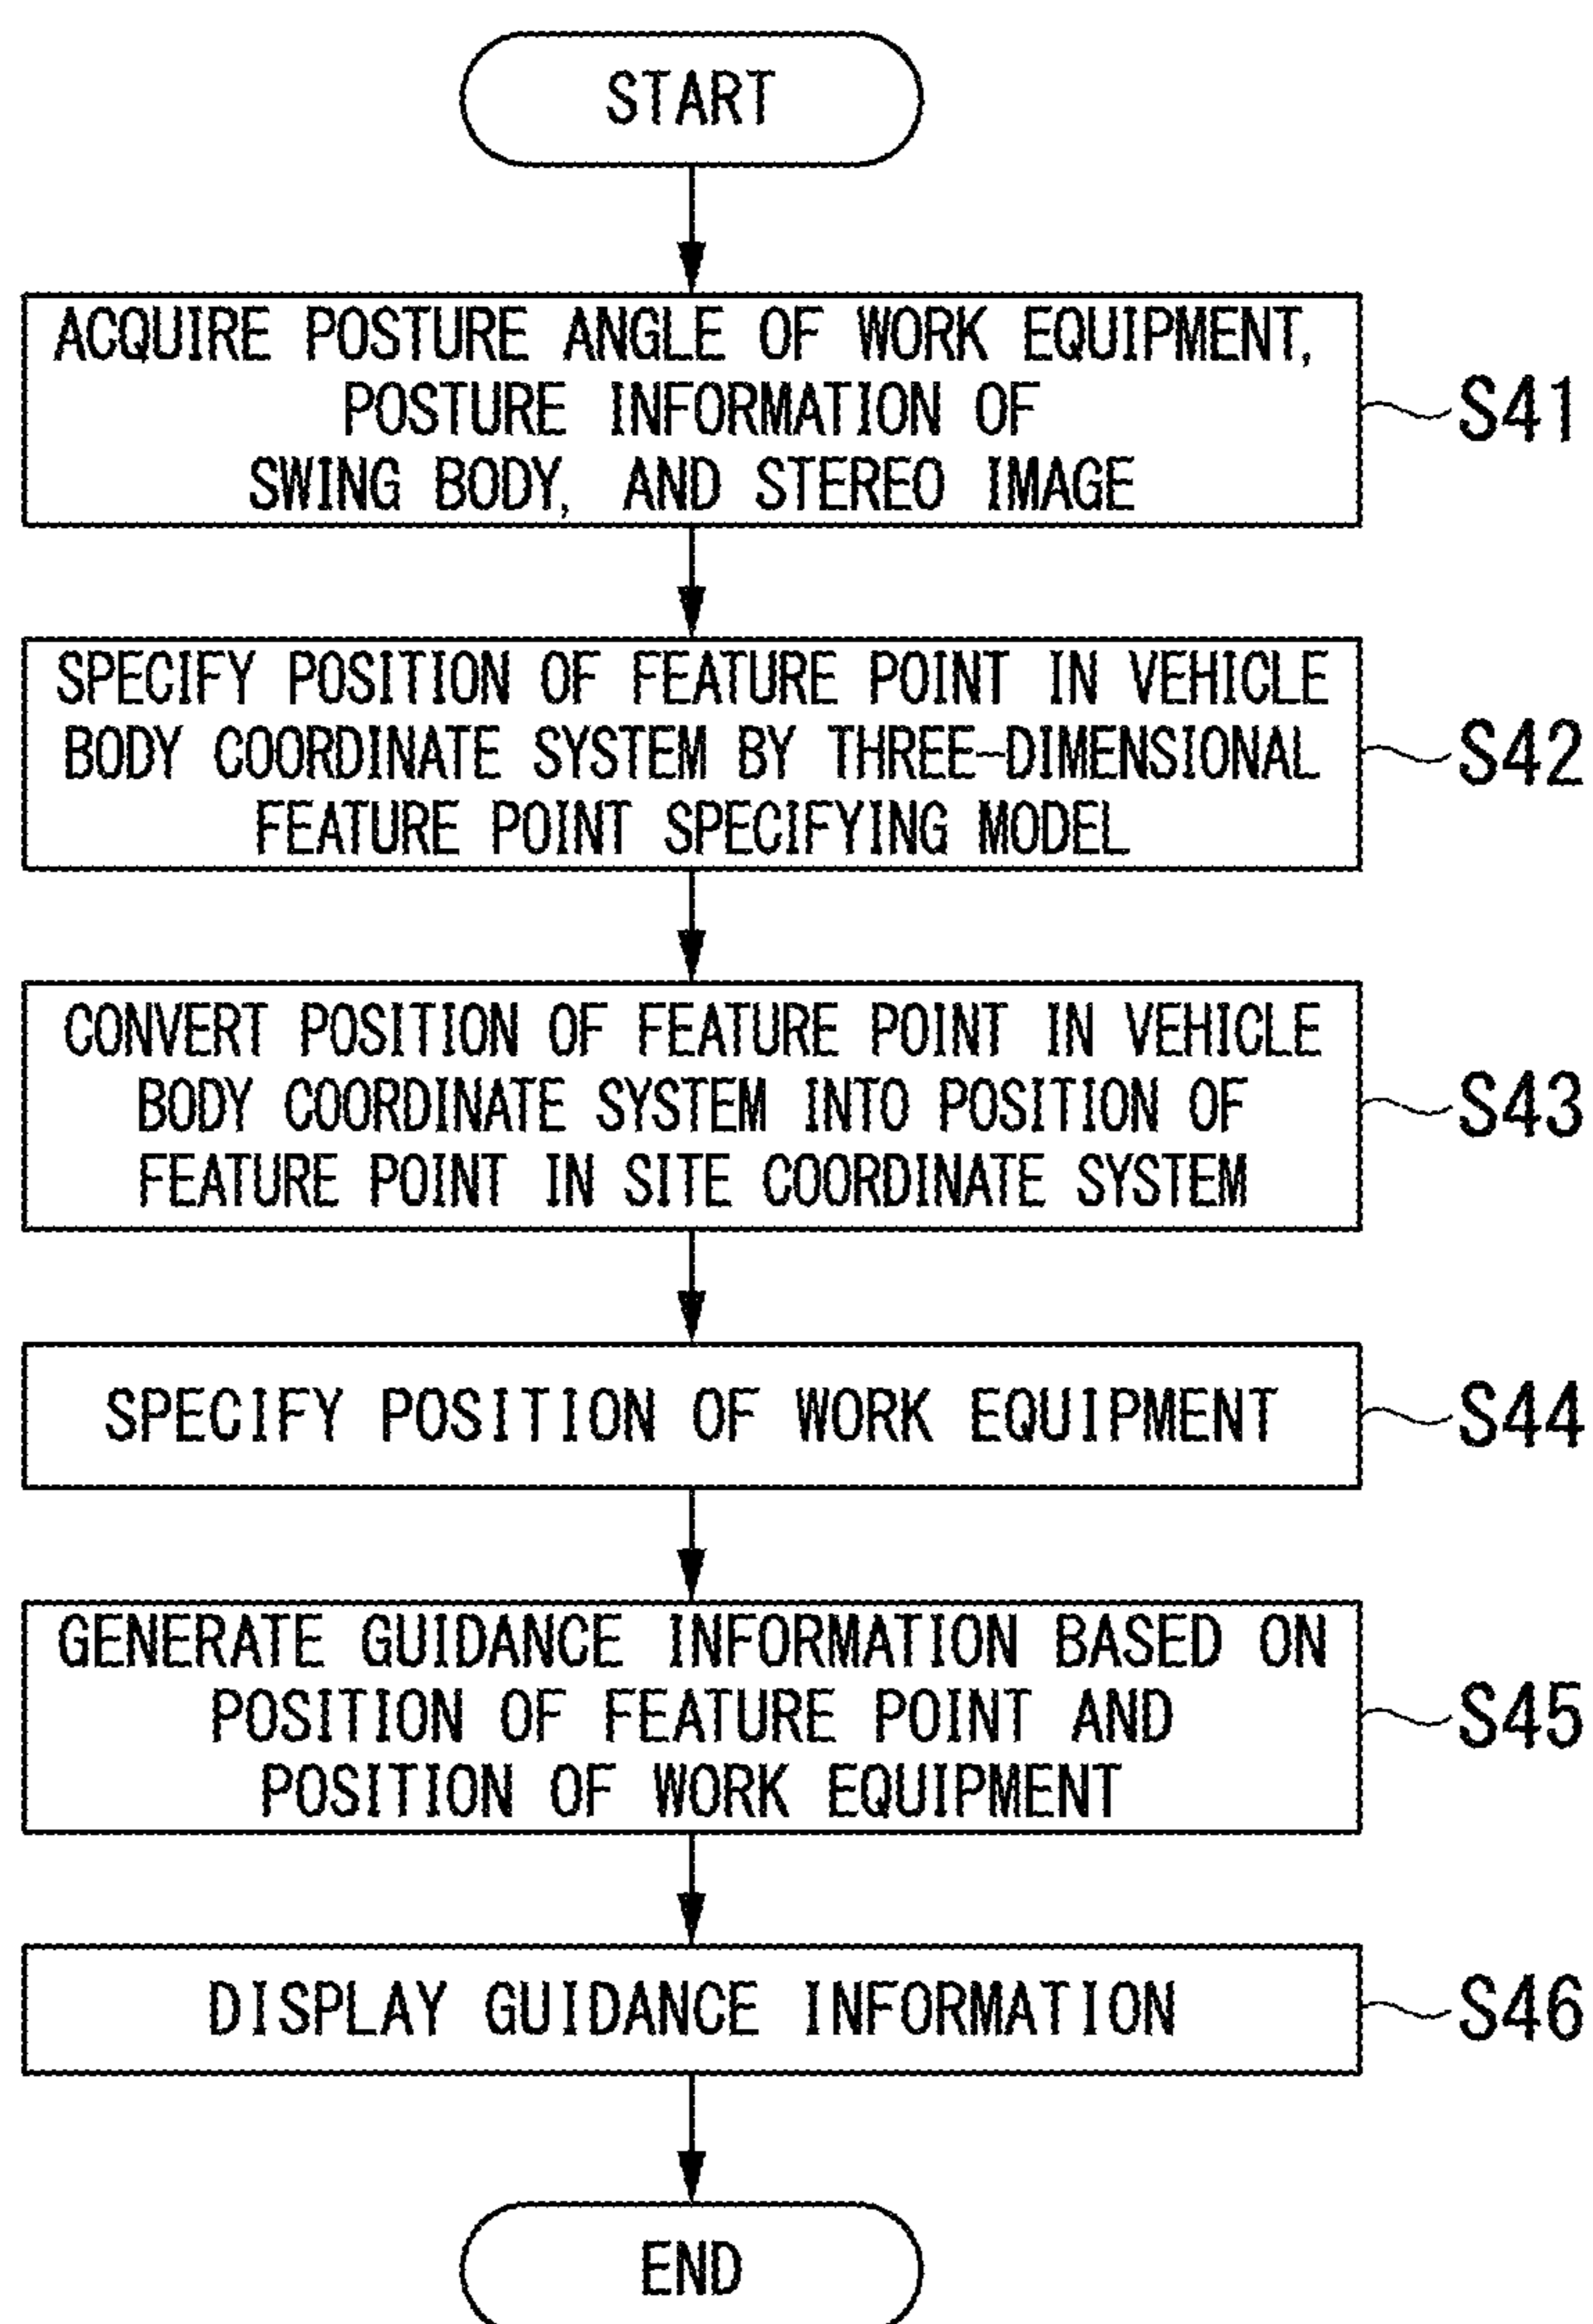 START
ACQUIRE POSTURE ANGLE OF WORK EQUIPMENT,
POSTURE INFORMATION OF
SWING BODY, AND STEREO IMAGE
S41
SPECIFY POSITION OF FEATURE POINT IN VEHICLE
BODY COORDINATE SYSTEM BY THREE-DIMENSIONAL
FEATURE POINT SPECIFYING MODEL
S42
CONVERT POSITION OF FEATURE POINT IN VEHICLE
BODY COORDINATE SYSTEM INTO POSITION OF
FEATURE POINT IN SITE COORDINATE SYSTEM
S43
SPECIFY POSITION OF WORK EQUIPMENT
S44
GENERATE GUIDANCE INFORMATION BASED ON
POSITION OF FEATURE POINT AND
POSITION OF WORK EQUIPMENT
S45
DISPLAY GUIDANCE INFORMATION
S46
END